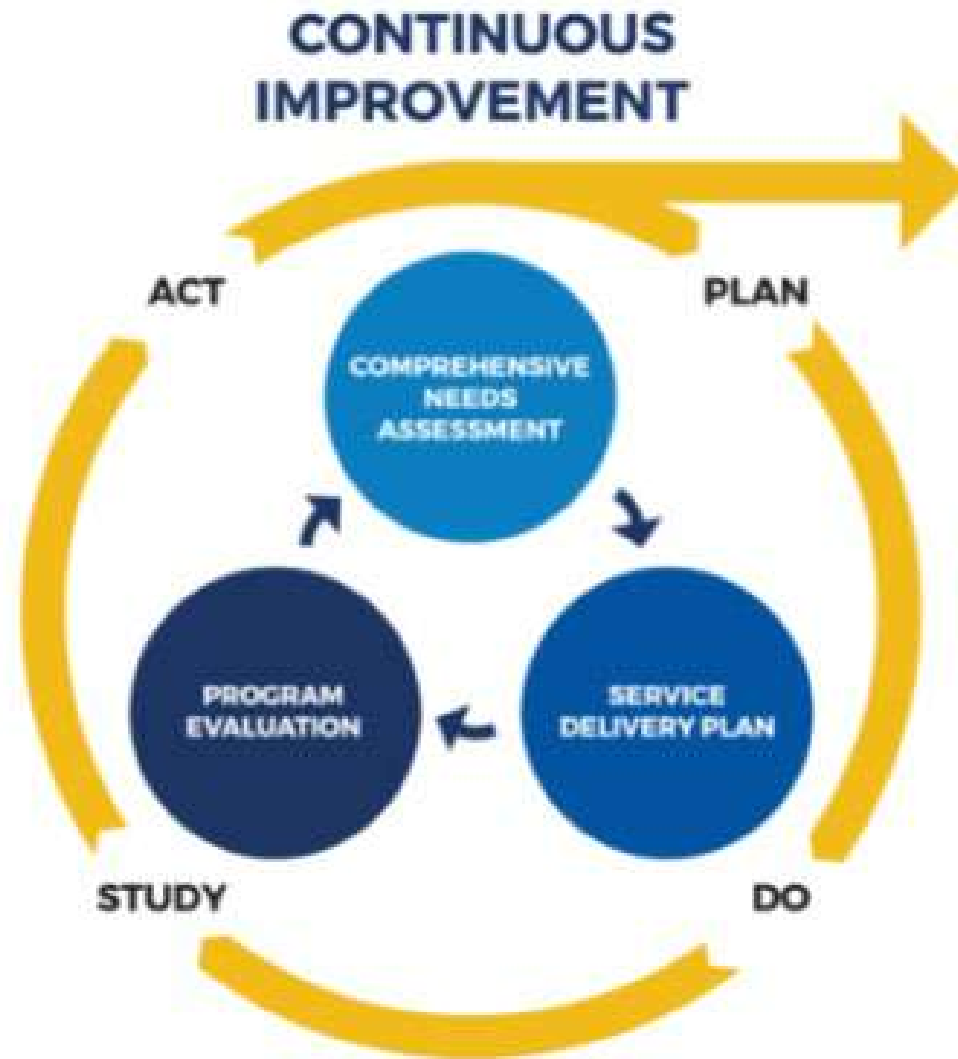 CONTINUOUS
IMPROVEMENT
ACT
PLAN
COMPREHENSIVE
NEEDS
ASSESSMENT
PROGRAM
EVALUATION
SERVICE
DELIVERY PLAN
STUDY
DO